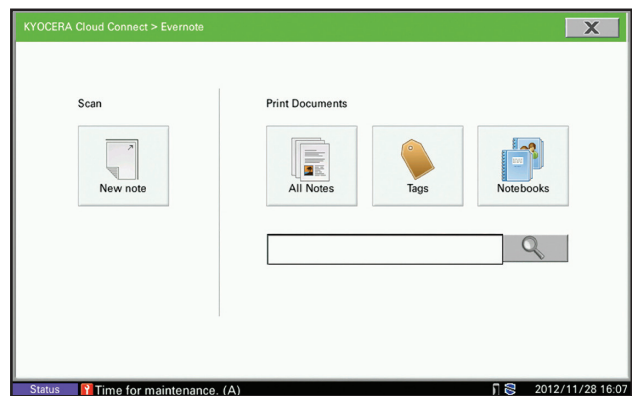 KYOCERA Cloud Connect > Evernote
X
Scan
Print Documents
New note
All Notes
Tags
Notebooks
Status
Time for maintenance. (A)
2012/11/28 16:07